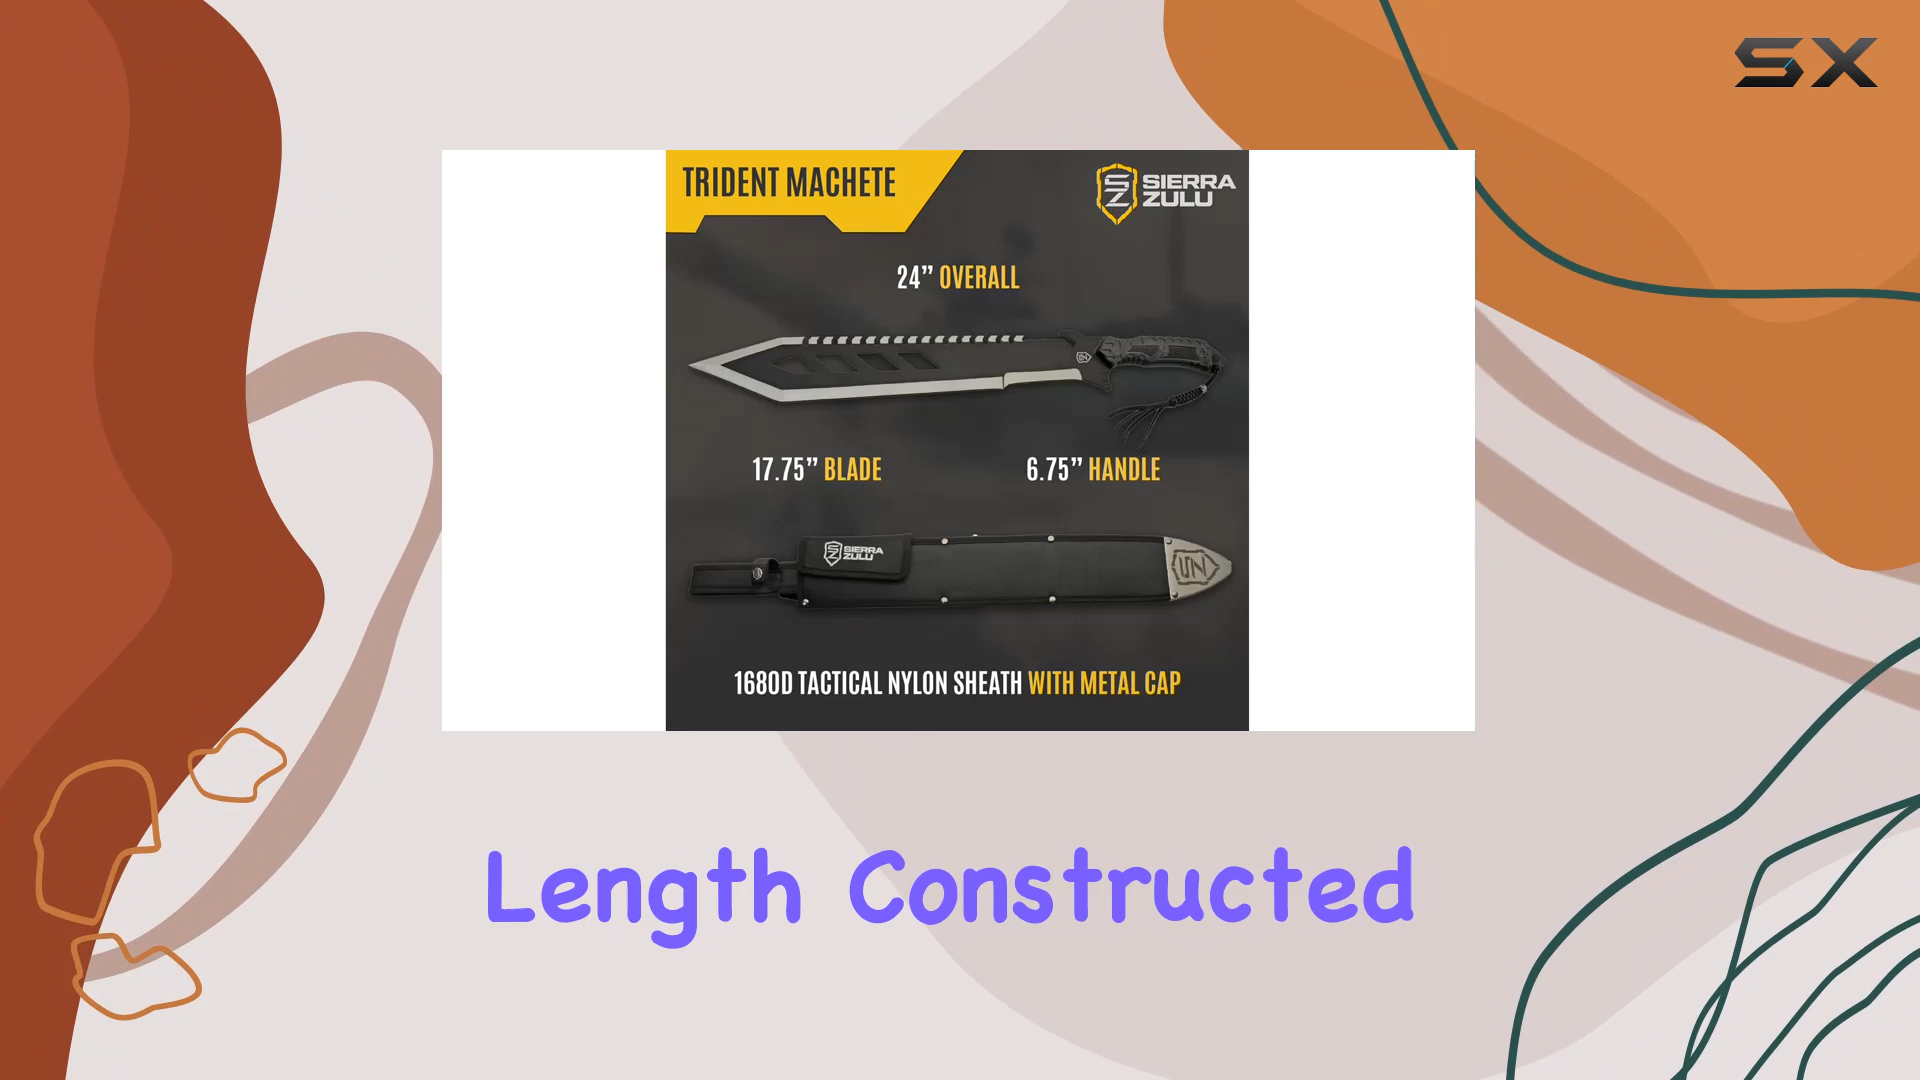 SX
TRIDENT MACHETE
SIERRA
ZULU
24” OVERALL
17.75” BLADE
6.75” HANDLE
SIERRA
ZULU
1680D TACTICAL NYLON SHEATH WITH METAL CAP
Length Constructed